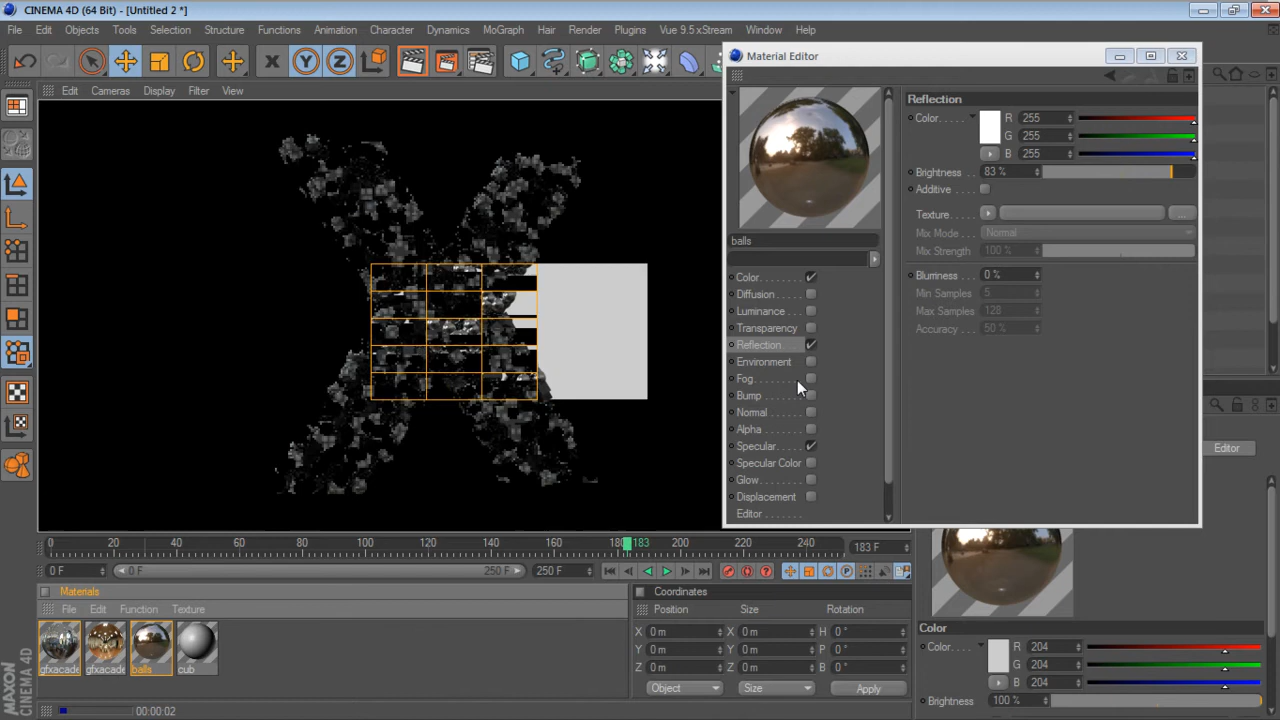 CINEMA 4D (64 Bit) - [Untitled 2 *]
File Edit Objects Tools Selection Structure Functions Animation Character Dynamics MoGraph Hair Render Plugins Vue 9.5 xStream Window Help
Edit Cameras Display Filter View
Material Editor
Reflection
Color. . . . . R 255
G 255
B 255
Brightness 83 %
Additive
Texture
Mix Mode Normal
Mix Strength 100 %
Blurriness 0 %
Min Samples 5
Max Samples 128
Accuracy 50 %
balls
Color
Diffusion
Luminance
Transparency
Reflection
Environment
Fog
Bump
Normal
Alpha
Specular
Specular Color
Glow
Displacement
Editor
Editor
0 20 40 60 80 100 120 140 160 180 183 200 220 240 183 F
0 F 0 F 250 F 250 F
Materials
File Edit Function Texture
gfxacade gfxacade balls cub
Coordinates
Position Size Rotation
X 0 m X 0 m H 0 °
Y 0 m Y 0 m P 0 °
Z 0 m Z 0 m B 0 °
Object Size Apply
Color
Color. . . . . R 204
G 204
B 204
Brightness 100 %
MAXON CINEMA 4D
00:00:02